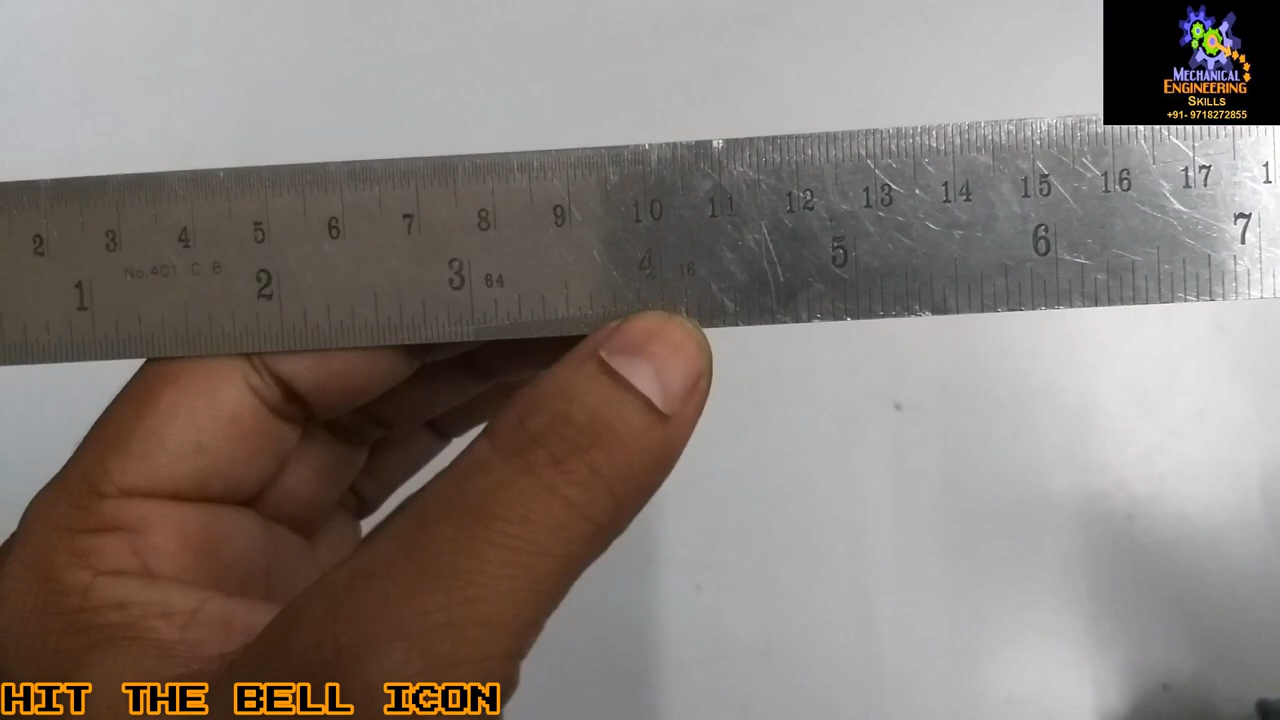 MECHANICAL
ENGINEERING
SKILLS
+91- 9718272855
2 3 4 5 6 7 8 9 10 11 12 13 14 15 16 17
No.401 C 8
1 2 3 64 4 16 5 6 7
HIT THE BELL ICON